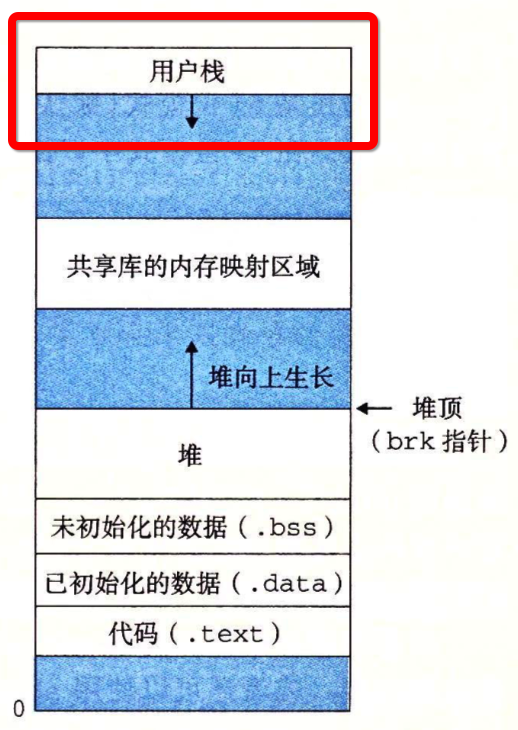 用户栈
共享库的内存映射区域
堆向上生长
堆顶
（brk 指针）
堆
未初始化的数据（.bss）
已初始化的数据（.data）
代码（.text）
0